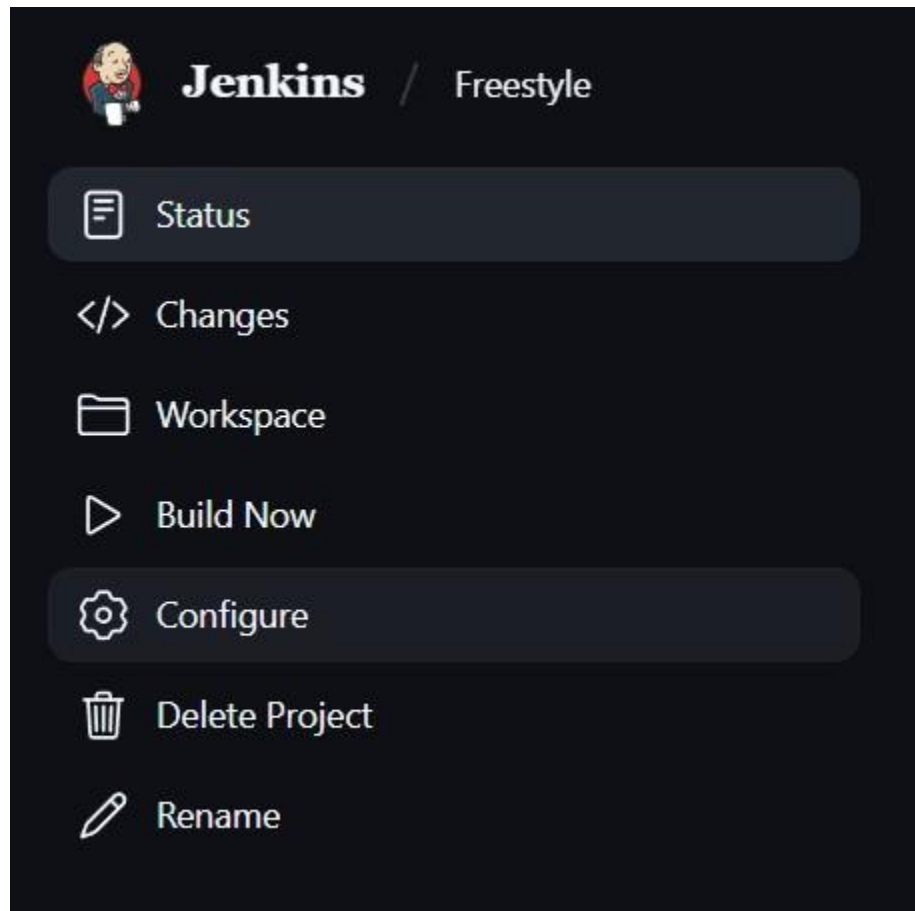 Jenkins / Freestyle
Status
Changes
Workspace
Build Now
Configure
Delete Project
Rename